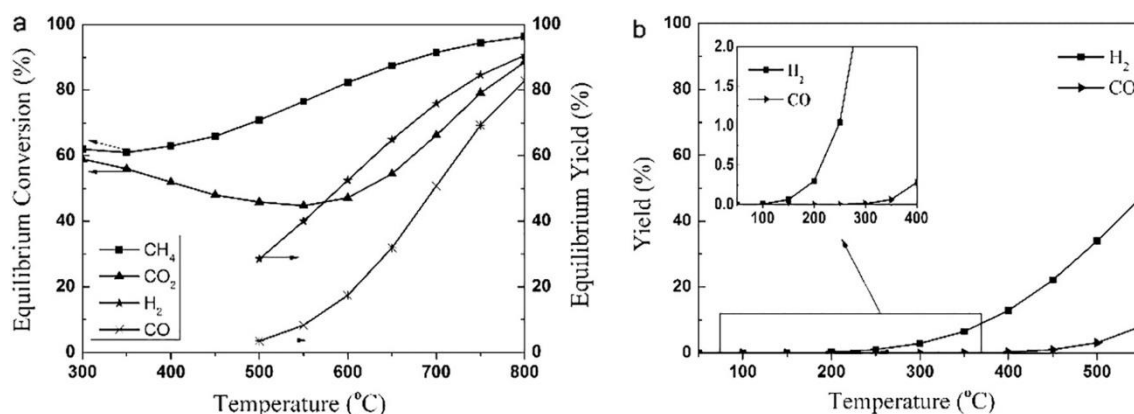 a
Equilibrium Conversion (%)
100
80
60
40
20
0
CH₄
CO₂
H₂
CO
300 400 500 600 700 800
Temperature (°C)
100
80
60
40
20
0
Equilibrium Yield (%)
b
Yield (%)
100
80
60
40
20
0
2.0
1.5
1.0
0.5
0.0
H₂
CO
100 200 300 400
H₂
CO
100 200 300 400 500
Temperature (°C)